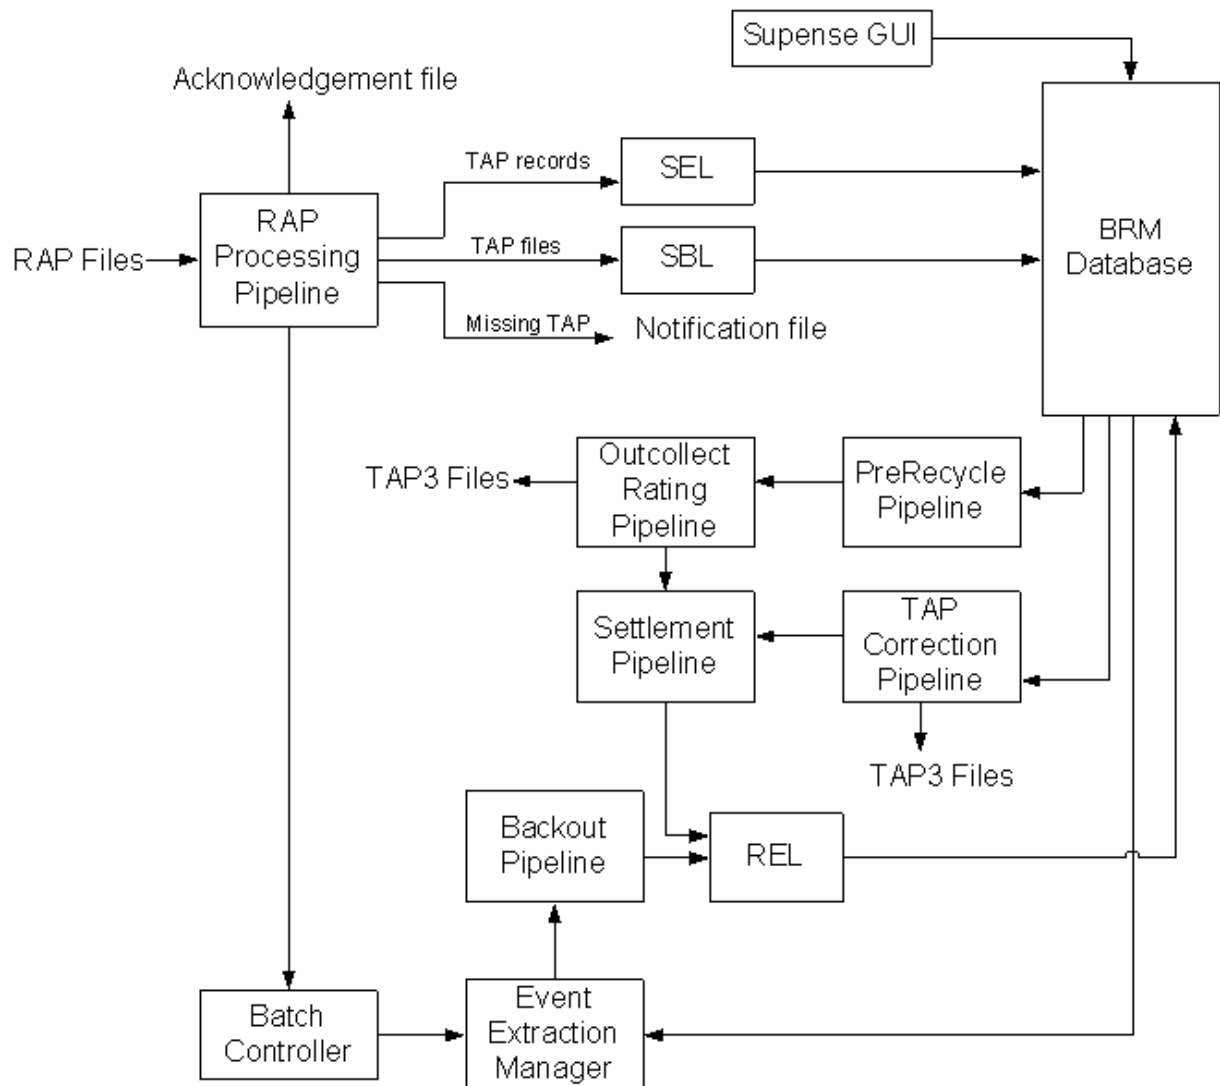 Supense GUI
Acknowledgement file
TAP records
SEL
RAP
Processing
Pipeline
RAP Files
TAP files
SBL
BRM
Database
Missing TAP
Notification file
Outcollect
Rating
Pipeline
TAP3 Files
PreRecycle
Pipeline
Settlement
Pipeline
TAP
Correction
Pipeline
TAP3 Files
Backout
Pipeline
REL
Batch
Controller
Event
Extraction
Manager